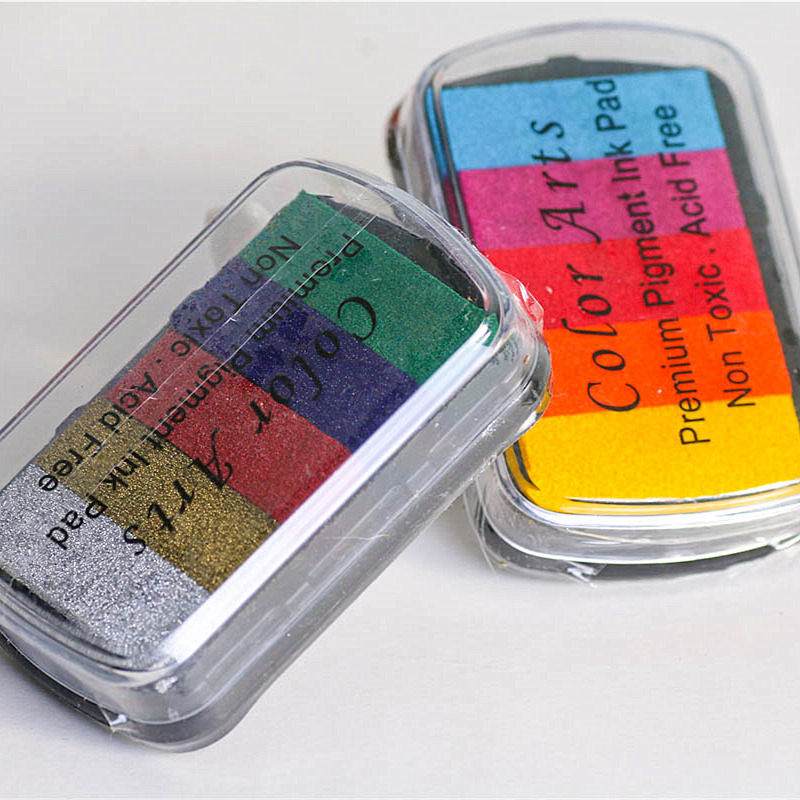 Color Arts
Premium Pigment Ink Pad
Non Toxic . Acid Free
Color Arts
Premium Pigment Ink Pad
Non Toxic . Acid Free